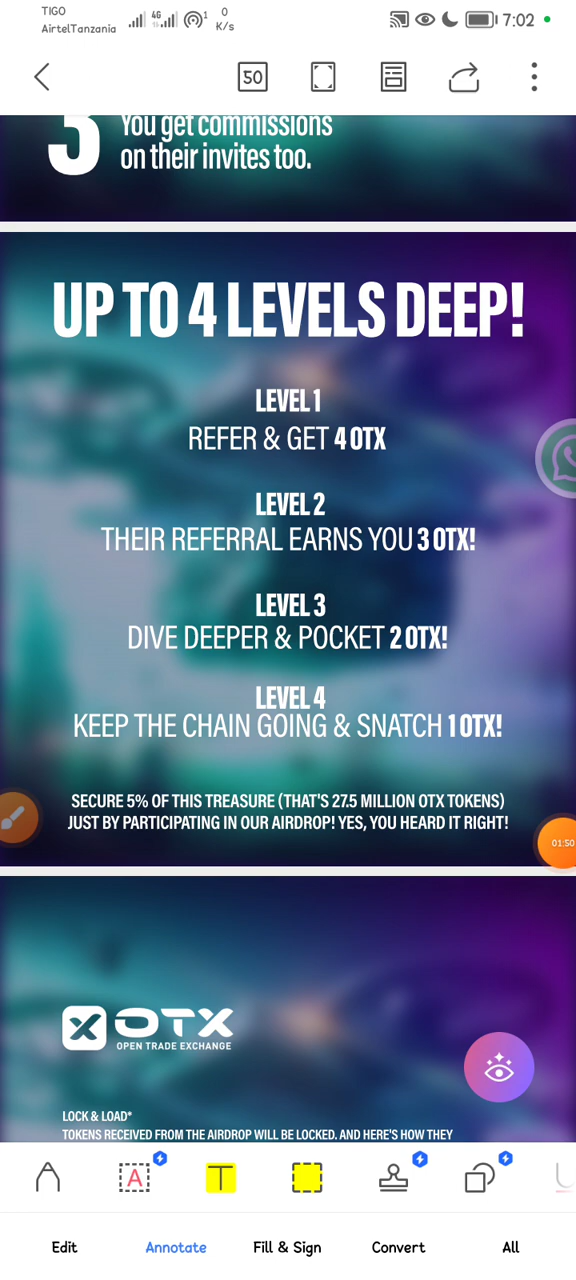 TIGO
AirtelTanzania
4G
1
0
K/s
7:02
50
3
You get commissions
on their invites too.
UP TO 4 LEVELS DEEP!
LEVEL 1
REFER & GET 4 OTX
LEVEL 2
THEIR REFERRAL EARNS YOU 3 OTX!
LEVEL 3
DIVE DEEPER & POCKET 2 OTX!
LEVEL 4
KEEP THE CHAIN GOING & SNATCH 1 OTX!
SECURE 5% OF THIS TREASURE (THAT'S 27.5 MILLION OTX TOKENS)
JUST BY PARTICIPATING IN OUR AIRDROP! YES, YOU HEARD IT RIGHT!
01:50
OTX
OPEN TRADE EXCHANGE
LOCK & LOAD*
TOKENS RECEIVED FROM THE AIRDROP WILL BE LOCKED. AND HERE'S HOW THEY
A
T
Edit
Annotate
Fill & Sign
Convert
All